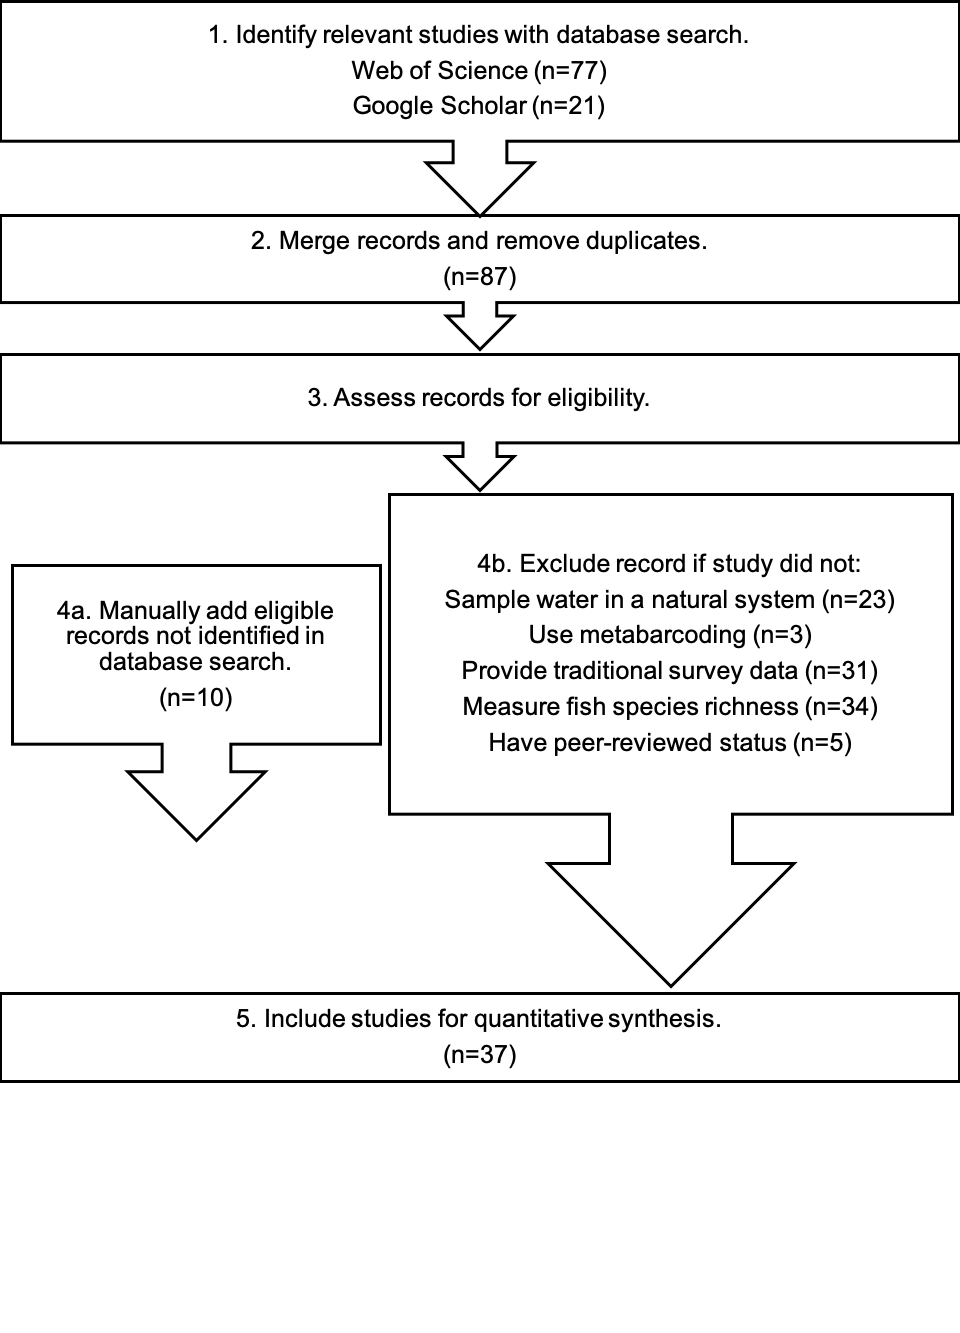 1. Identify relevant studies with database search.
Web of Science (n=77)
Google Scholar (n=21)
2. Merge records and remove duplicates.
(n=87)
3. Assess records for eligibility.
4a. Manually add eligible
records not identified in
database search.
(n=10)
4b. Exclude record if study did not:
Sample water in a natural system (n=23)
Use metabarcoding (n=3)
Provide traditional survey data (n=31)
Measure fish species richness (n=34)
Have peer-reviewed status (n=5)
5. Include studies for quantitative synthesis.
(n=37)